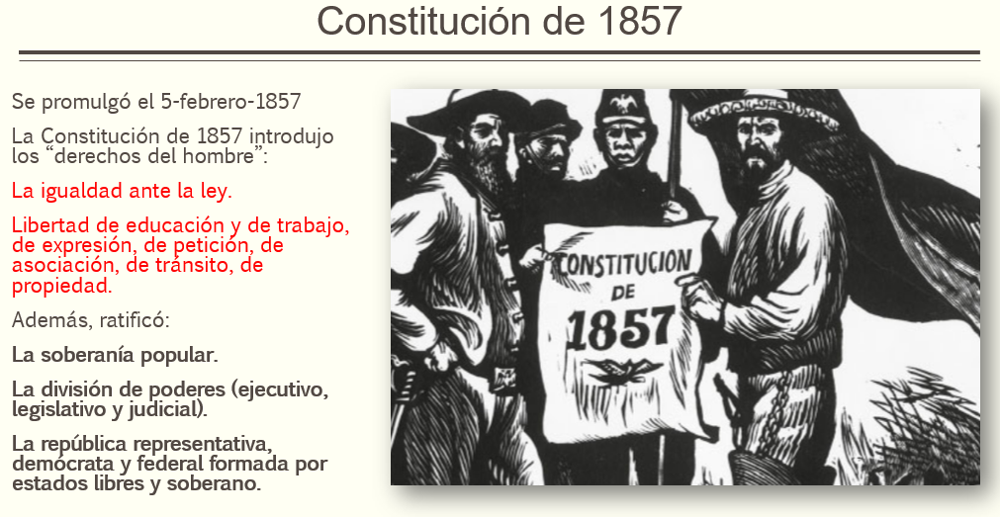 Constitución de 1857
Se promulgó el 5-febrero-1857
La Constitución de 1857 introdujo
los “derechos del hombre”:
La igualdad ante la ley.
Libertad de educación y de trabajo,
de expresión, de petición, de
asociación, de tránsito, de
propiedad.
Además, ratificó:
La soberanía popular.
La división de poderes (ejecutivo,
legislativo y judicial).
La república representativa,
demócrata y federal formada por
estados libres y soberano.
CONSTITUCION
DE
1857